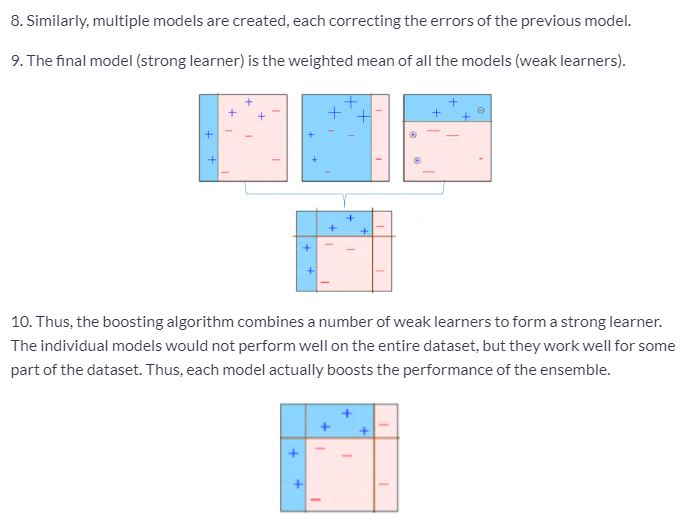 8. Similarly, multiple models are created, each correcting the errors of the previous model.
9. The final model (strong learner) is the weighted mean of all the models (weak learners).
10. Thus, the boosting algorithm combines a number of weak learners to form a strong learner.
The individual models would not perform well on the entire dataset, but they work well for some
part of the dataset. Thus, each model actually boosts the performance of the ensemble.